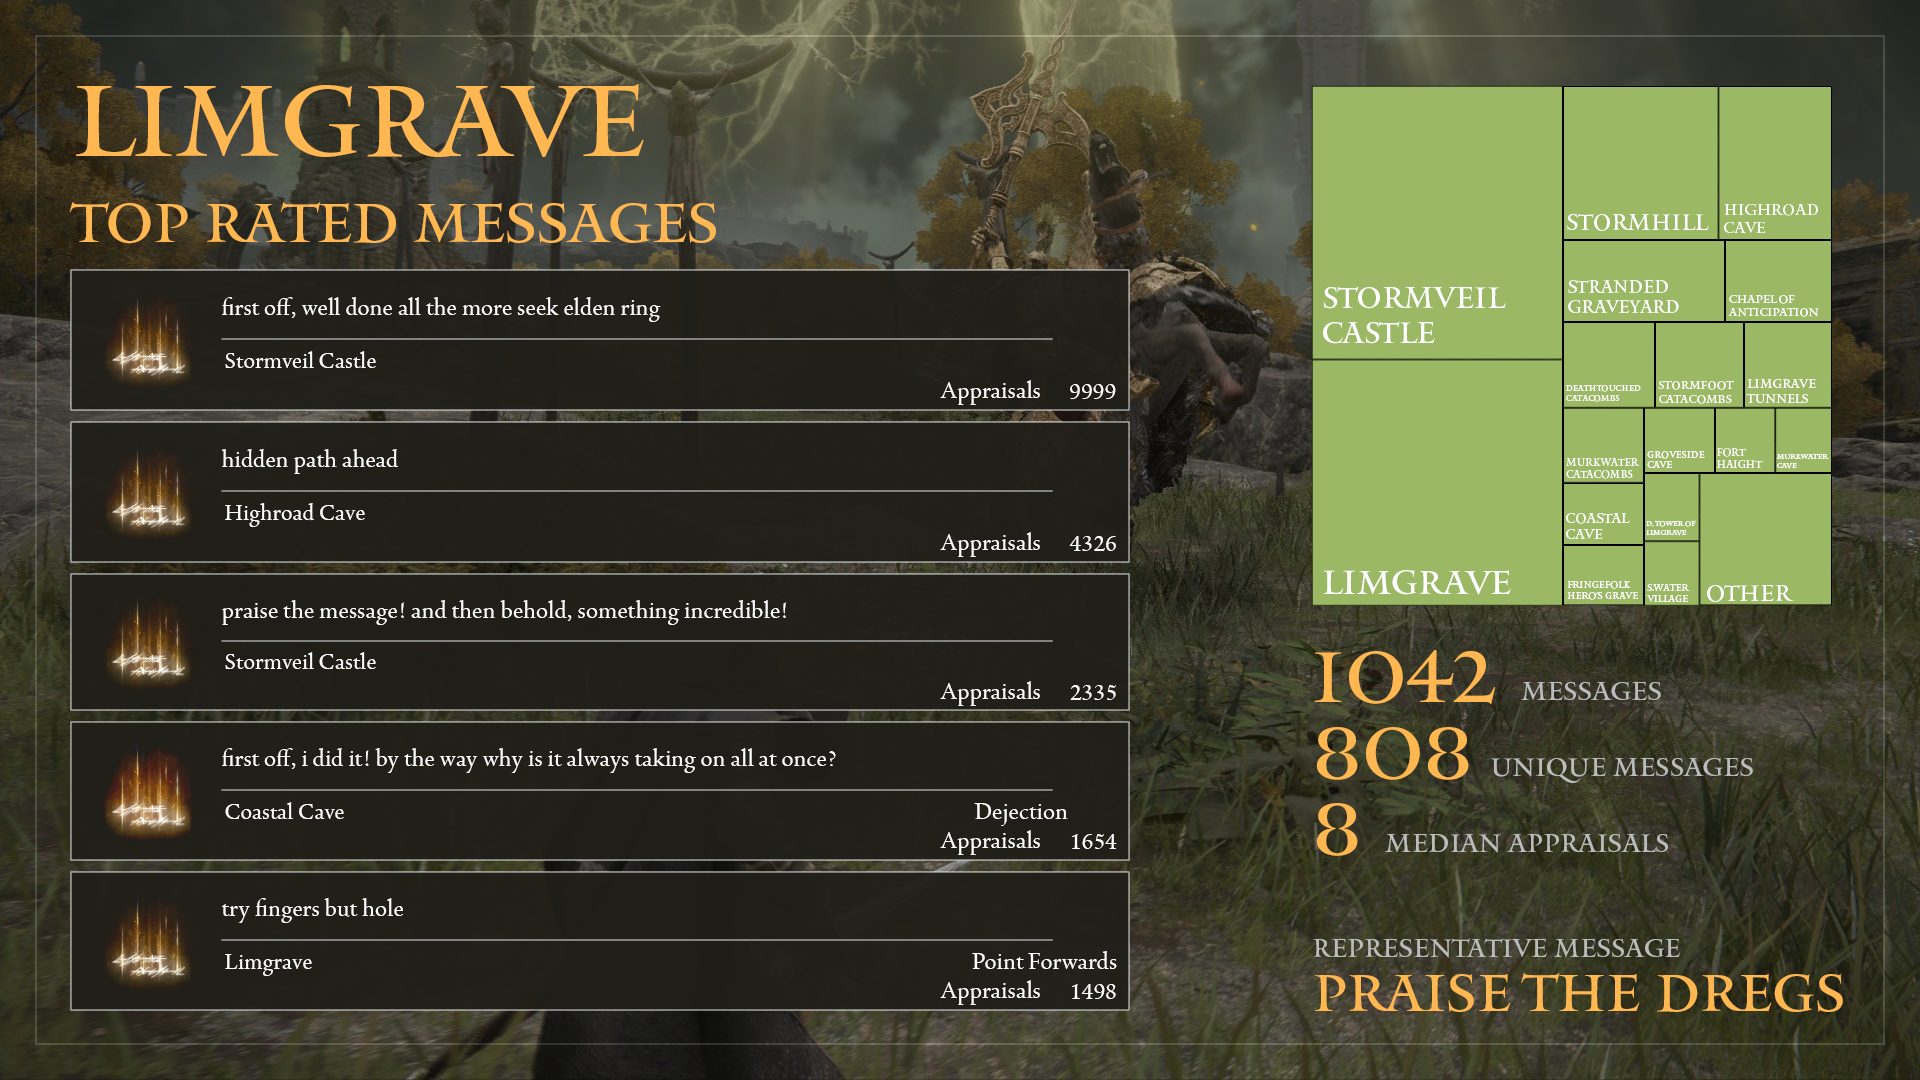 LIMGRAVE
TOP RATED MESSAGES
first off, well done all the more seek elden ring
Stormveil Castle
Appraisals 9999
hidden path ahead
Highroad Cave
Appraisals 4326
praise the message! and then behold, something incredible!
Stormveil Castle
Appraisals 2335
first off, i did it! by the way why is it always taking on all at once?
Coastal Cave
Dejection
Appraisals 1654
try fingers but hole
Limgrave
Point Forwards
Appraisals 1498
STORMVEIL
CASTLE
LIMGRAVE
STORMHILL
HIGHROAD
CAVE
STRANDED
GRAVEYARD
CHAPEL OF
ANTICIPATION
DEATHTOUCHED
CATACOMBS
STORMFOOT
CATACOMBS
LIMGRAVE
TUNNELS
MURKWATER
CATACOMBS
GROVESIDE
CAVE
FORT
HAIGHT
MURKWATER
CAVE
COASTAL
CAVE
D. TOWER OF
LIMGRAVE
FRINGEFOLK
HERO'S GRAVE
S.WATER
VILLAGE
OTHER
1042 MESSAGES
808 UNIQUE MESSAGES
8 MEDIAN APPRAISALS
REPRESENTATIVE MESSAGE
PRAISE THE DREGS